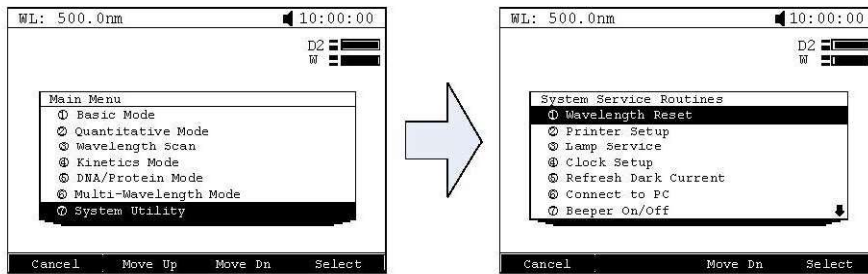 WL: 500.0nm 10:00:00
D2
W
Main Menu
① Basic Mode
② Quantitative Mode
③ Wavelength Scan
④ Kinetics Mode
⑤ DNA/Protein Mode
⑥ Multi-Wavelength Mode
⑦ System Utility
Cancel Move Up Move Dn Select
WL: 500.0nm 10:00:00
D2
W
System Service Routines
① Wavelength Reset
② Printer Setup
③ Lamp Service
④ Clock Setup
⑤ Refresh Dark Current
⑥ Connect to PC
⑦ Beeper On/Off
Cancel Move Dn Select